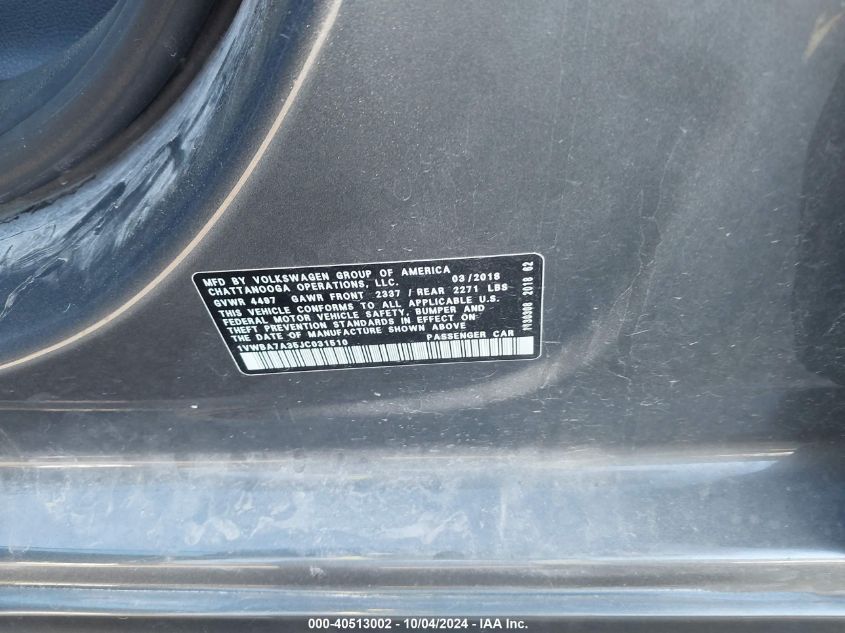 MFD BY VOLKSWAGEN GROUP OF AMERICA
CHATTANOOGA OPERATIONS, LLC. 03/2018
GVWR 4497 GAWR FRONT 2337 / REAR 2271 LBS
THIS VEHICLE CONFORMS TO ALL APPLICABLE U.S.
FEDERAL MOTOR VEHICLE SAFETY, BUMPER AND
THEFT PREVENTION STANDARDS IN EFFECT ON
THE DATE OF MANUFACTURE SHOWN ABOVE
1VWBA7A35JC031510 PASSENGER CAR
2018 62
000-40513002 - 10/04/2024 - IAA Inc.